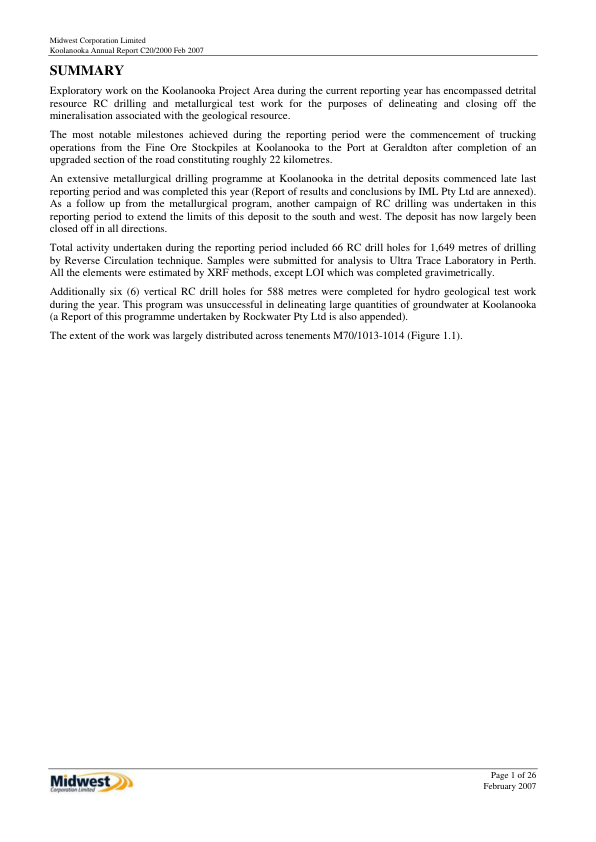 Midwest Corporation Limited
Koolanooka Annual Report C20/2000 Feb 2007
SUMMARY
Exploratory work on the Koolanooka Project Area during the current reporting year has encompassed detrital
resource RC drilling and metallurgical test work for the purposes of delineating and closing off the
mineralisation associated with the geological resource.
The most notable milestones achieved during the reporting period were the commencement of trucking
operations from the Fine Ore Stockpiles at Koolanooka to the Port at Geraldton after completion of an
upgraded section of the road constituting roughly 22 kilometres.
An extensive metallurgical drilling programme at Koolanooka in the detrital deposits commenced late last
reporting period and was completed this year (Report of results and conclusions by IML Pty Ltd are annexed).
As a follow up from the metallurgical program, another campaign of RC drilling was undertaken in this
reporting period to extend the limits of this deposit to the south and west. The deposit has now largely been
closed off in all directions.
Total activity undertaken during the reporting period included 66 RC drill holes for 1,649 metres of drilling
by Reverse Circulation technique. Samples were submitted for analysis to Ultra Trace Laboratory in Perth.
All the elements were estimated by XRF methods, except LOI which was completed gravimetrically.
Additionally six (6) vertical RC drill holes for 588 metres were completed for hydro geological test work
during the year. This program was unsuccessful in delineating large quantities of groundwater at Koolanooka
(a Report of this programme undertaken by Rockwater Pty Ltd is also appended).
The extent of the work was largely distributed across tenements M70/1013-1014 (Figure 1.1).
Midwest
Corporation Limited
Page 1 of 26
February 2007